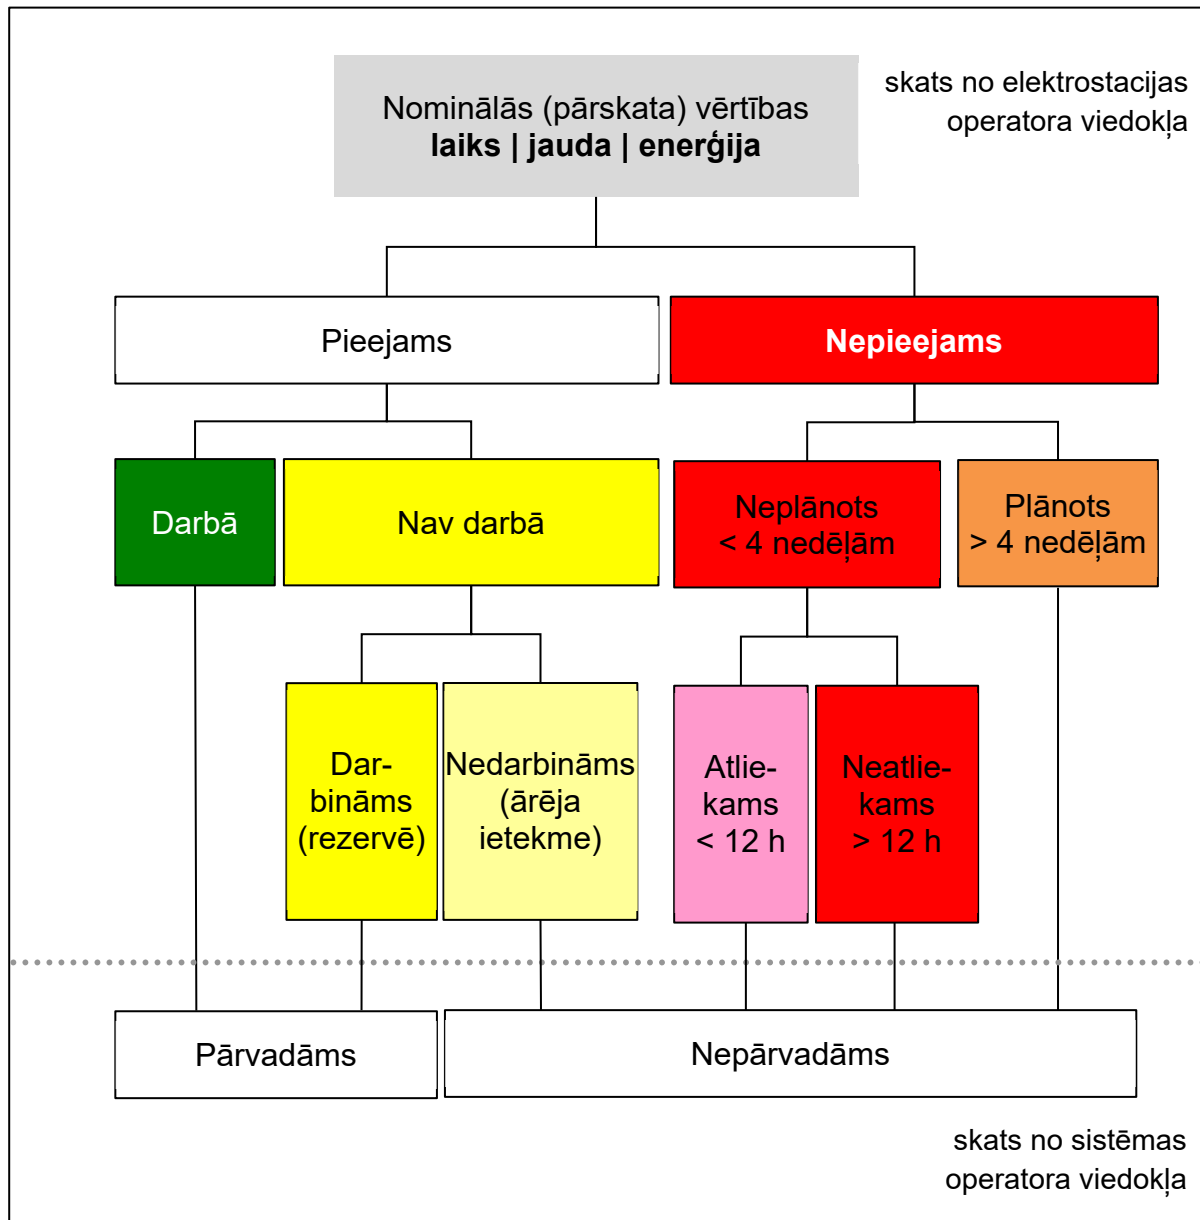 skats no elektrostacijas
operatora viedokļa
Nominālās (pārskata) vērtības
laiks | jauda | enerģija
Pieejams
Nepieejams
Darbā
Nav darbā
Neplānots
< 4 nedēļām
Plānots
> 4 nedēļām
Dar-
bināms
(rezervē)
Nedarbināms
(ārēja
ietekme)
Atlie-
kams
< 12 h
Neatlie-
kams
> 12 h
Pārvadāms
Nepārvadāms
skats no sistēmas
operatora viedokļa